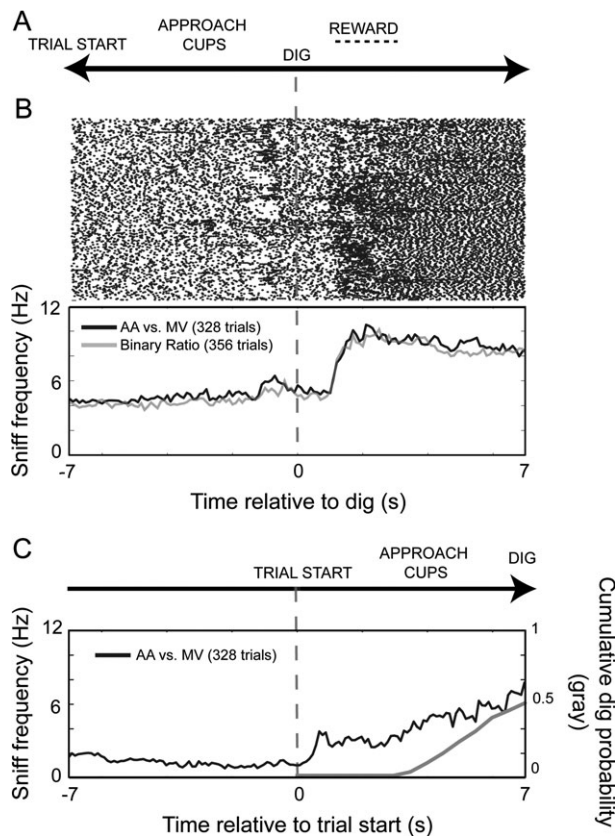 A
TRIAL START
APPROACH
CUPS
DIG
REWARD
B
12
6
0
Sniff frequency (Hz)
AA vs. MV (328 trials)
Binary Ratio (356 trials)
-7
0
7
Time relative to dig (s)
C
TRIAL START
APPROACH
CUPS
DIG
12
6
0
Sniff frequency (Hz)
AA vs. MV (328 trials)
1
0.5
0
Cumulative dig probability
(gray)
-7
0
7
Time relative to trial start (s)